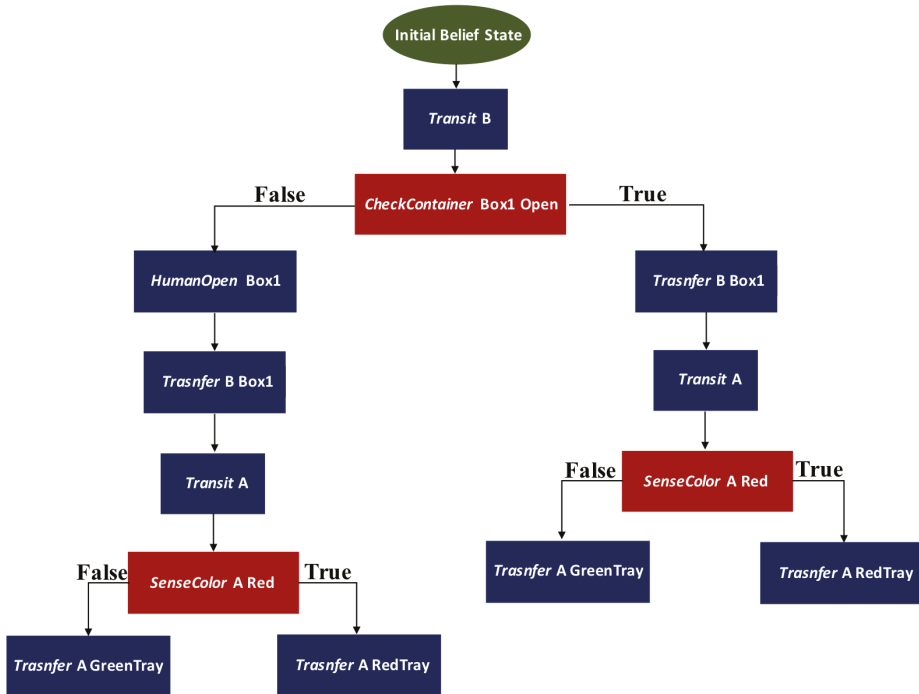 Initial Belief State
Transit B
False
CheckContainer Box1 Open
True
HumanOpen Box1
Trasnfer B Box1
Trasnfer B Box1
Transit A
Transit A
False
SenseColor A Red
True
Trasnfer A GreenTray
Trasnfer A RedTray
False
SenseColor A Red
True
Trasnfer A GreenTray
Trasnfer A RedTray